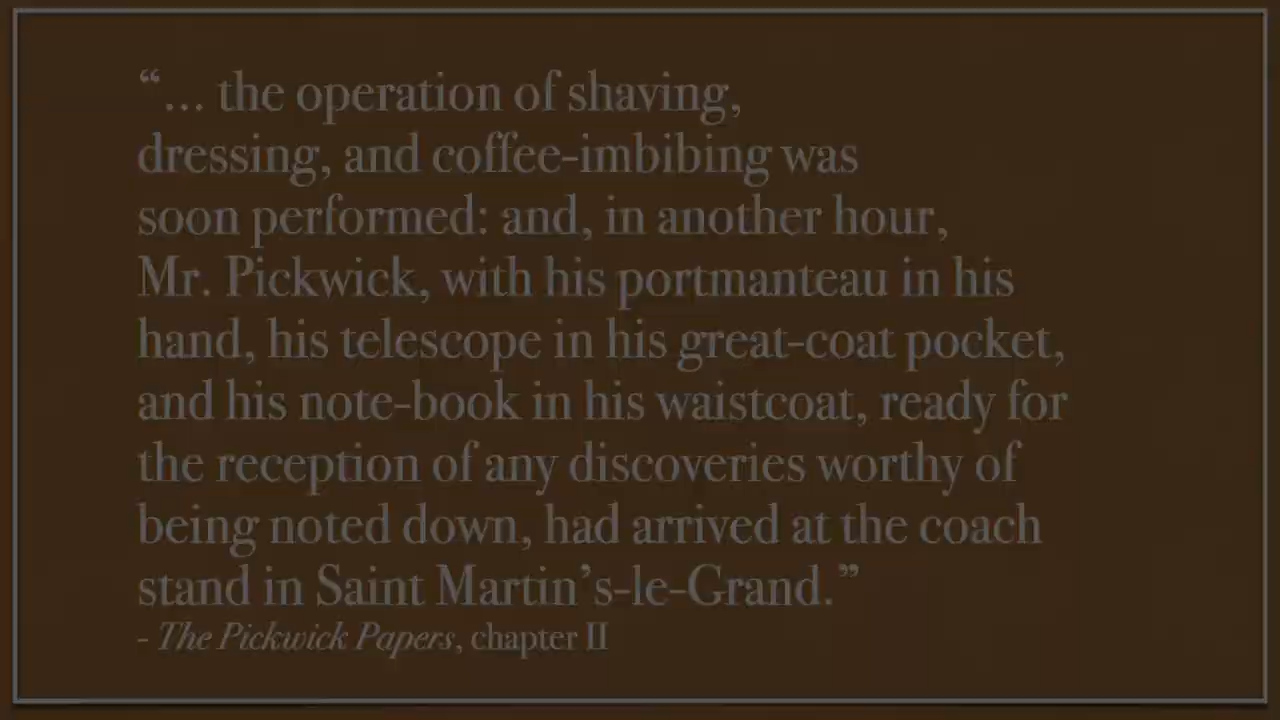 “... the operation of shaving,
dressing, and coffee-imbibing was
soon performed: and, in another hour,
Mr. Pickwick, with his portmanteau in his
hand, his telescope in his great-coat pocket,
and his note-book in his waistcoat, ready for
the reception of any discoveries worthy of
being noted down, had arrived at the coach
stand in Saint Martin’s-le-Grand.”
- The Pickwick Papers, chapter II